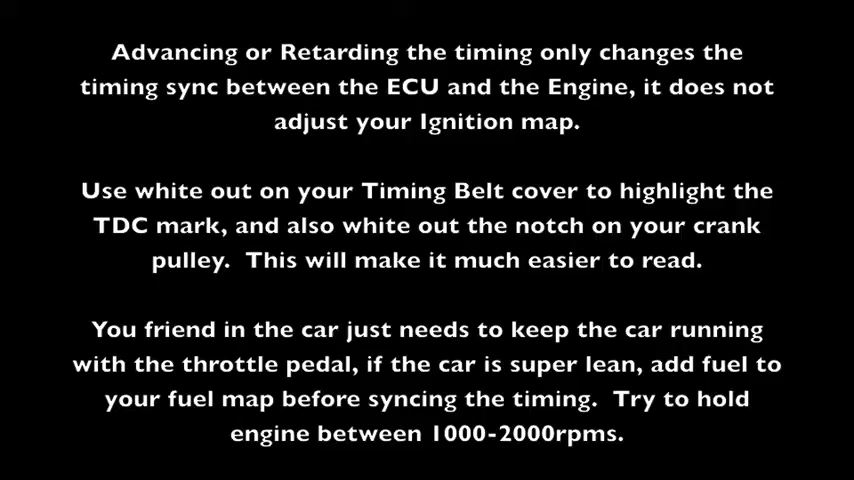 Advancing or Retarding the timing only changes the
timing sync between the ECU and the Engine, it does not
adjust your Ignition map.
Use white out on your Timing Belt cover to highlight the
TDC mark, and also white out the notch on your crank
pulley.  This will make it much easier to read.
You friend in the car just needs to keep the car running
with the throttle pedal, if the car is super lean, add fuel to
your fuel map before syncing the timing.  Try to hold
engine between 1000-2000rpms.